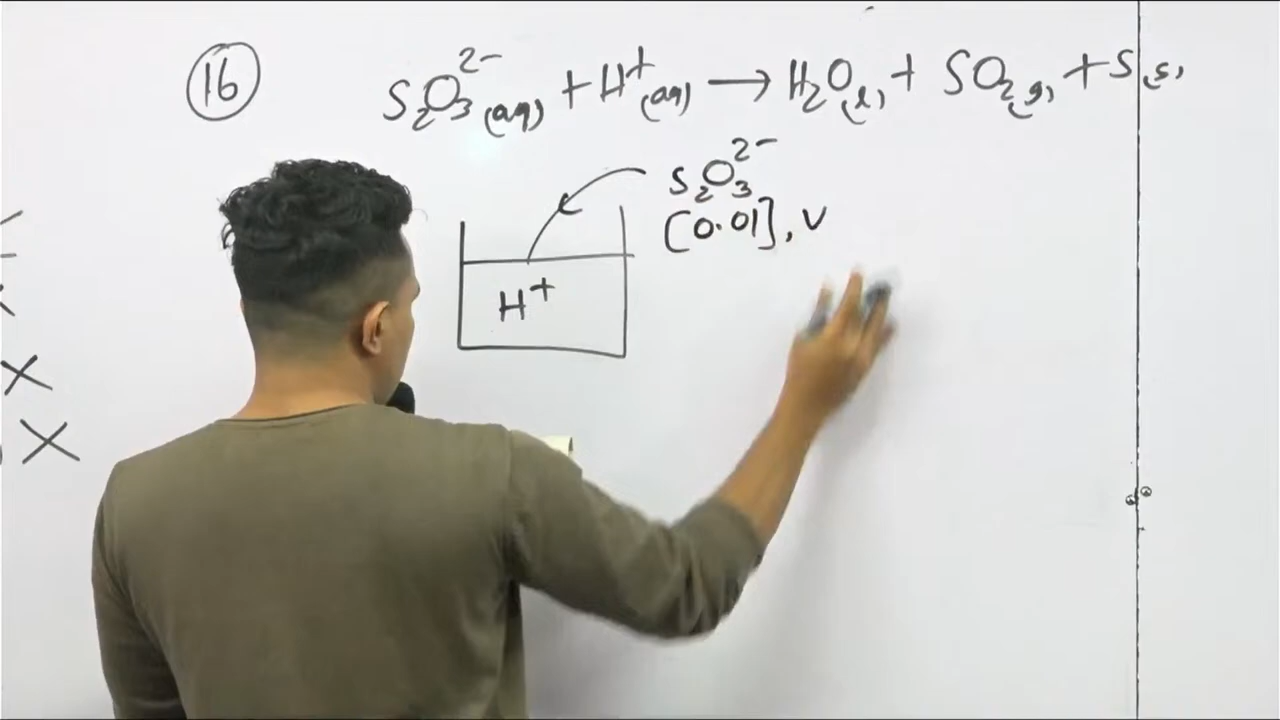 16
S₂O₃²⁻(aq) + H⁺(aq) → H₂O(l) + SO₂(g) + S(s)
S₂O₃²⁻
[0.01], V
H⁺
X
X